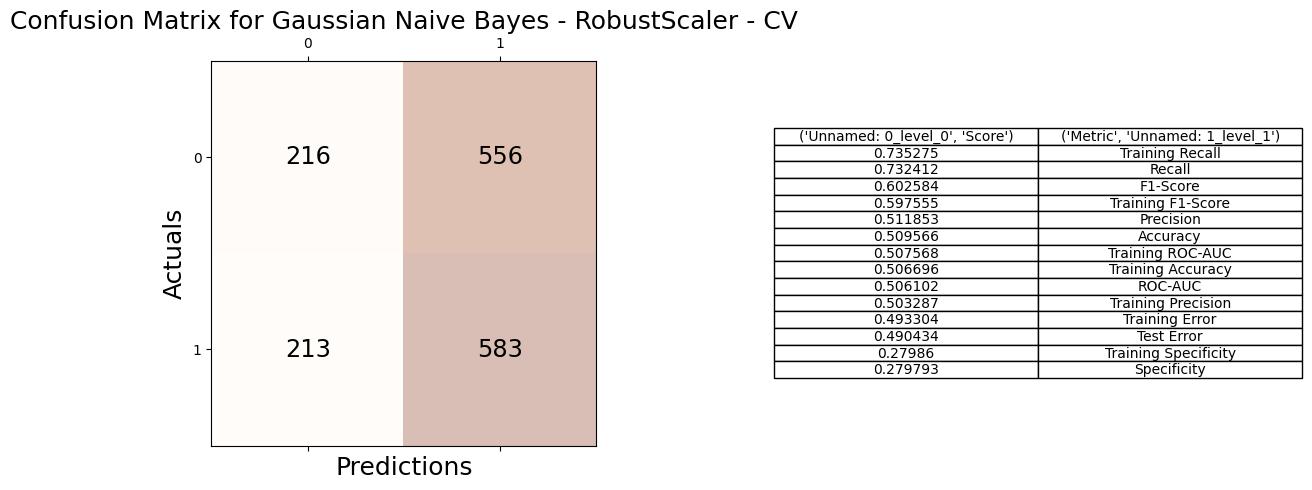 Confusion Matrix for Gaussian Naive Bayes - RobustScaler - CV
0 1
0 216 556
1 213 583
Actuals
Predictions
('Unnamed: 0_level_0', 'Score') ('Metric', 'Unnamed: 1_level_1')
0.735275 Training Recall
0.732412 Recall
0.602584 F1-Score
0.597555 Training F1-Score
0.511853 Precision
0.509566 Accuracy
0.507568 Training ROC-AUC
0.506696 Training Accuracy
0.506102 ROC-AUC
0.503287 Training Precision
0.493304 Training Error
0.490434 Test Error
0.27986 Training Specificity
0.279793 Specificity